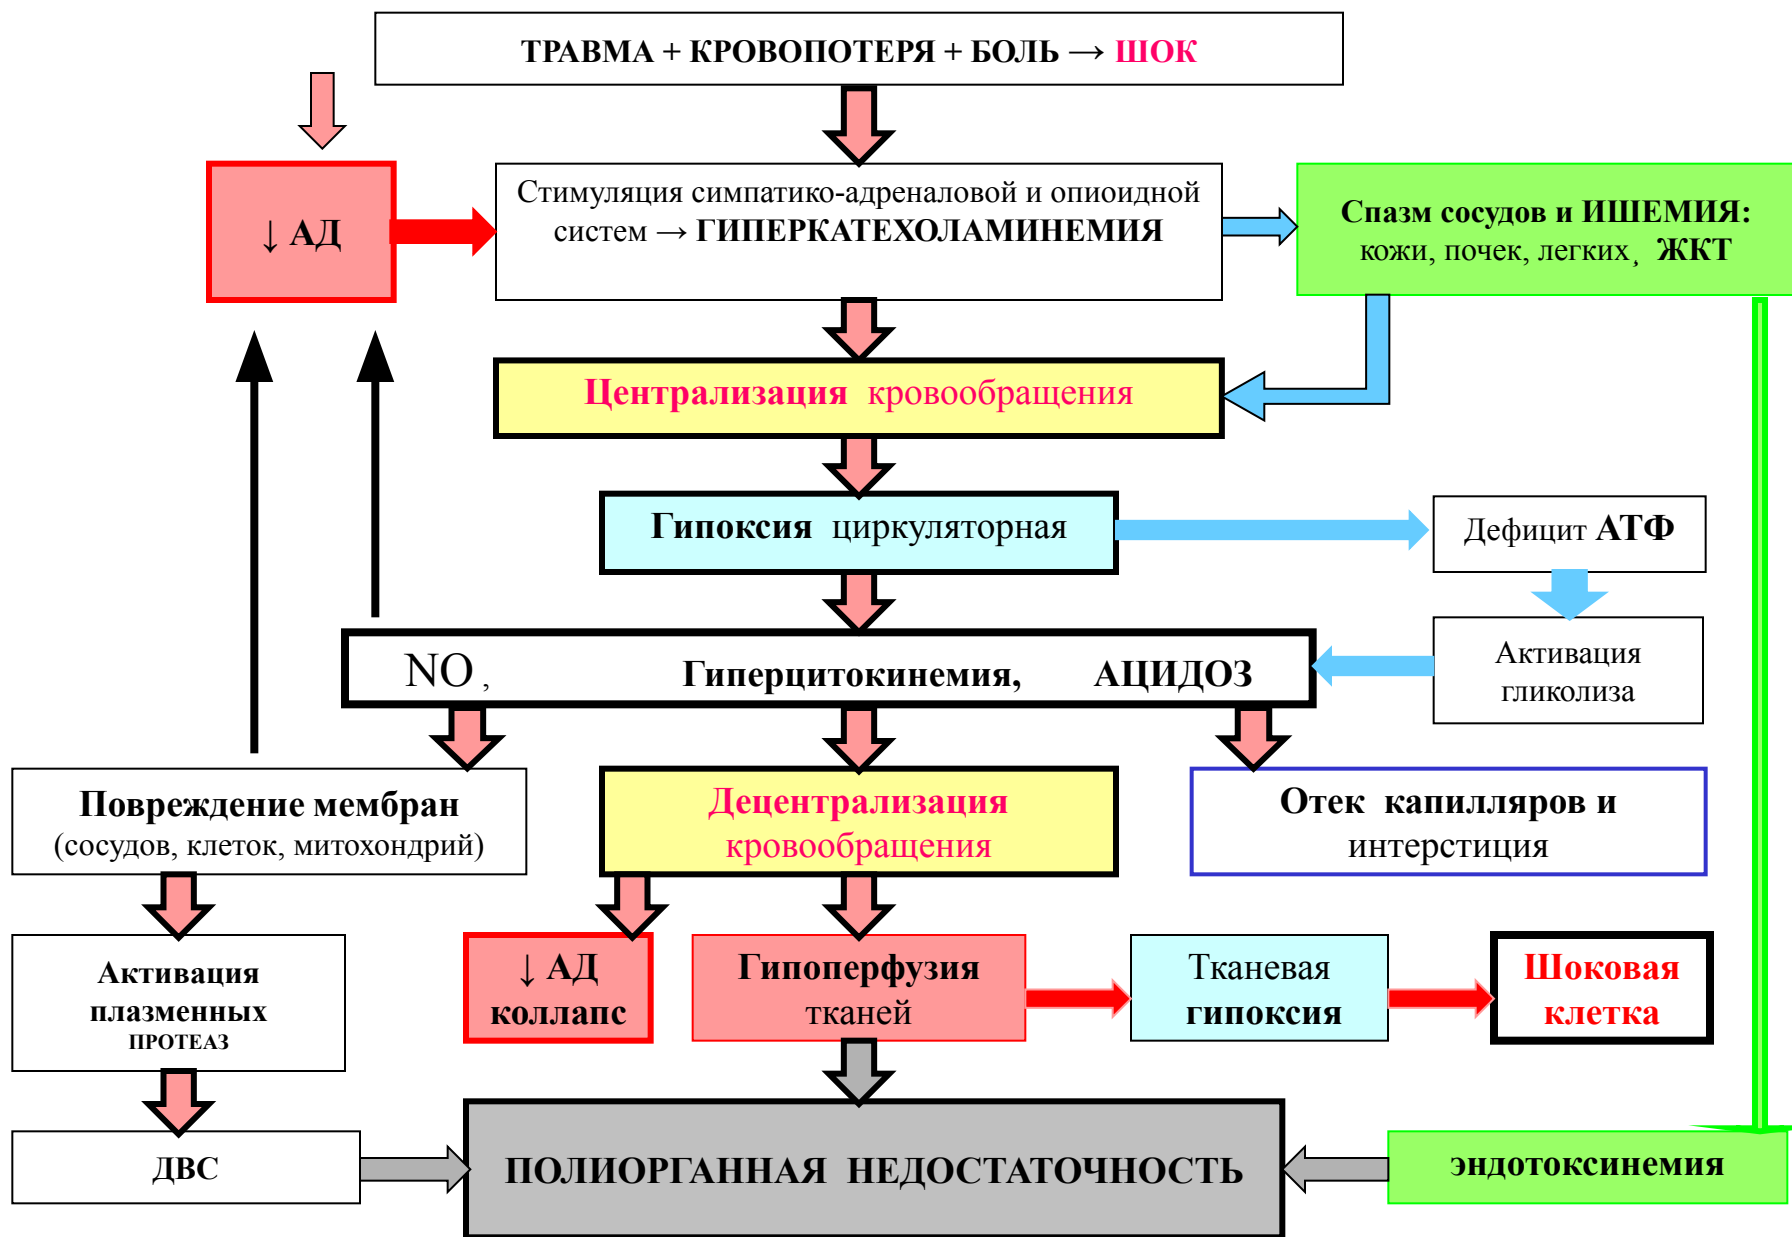 ТРАВМА + КРОВОПОТЕРЯ + БОЛЬ → ШОК
↓ АД
Стимуляция симпатико-адреналовой и опиоидной
систем → ГИПЕРКАТЕХОЛАМИНЕМИЯ
Спазм сосудов и ИШЕМИЯ:
кожи, почек, легких, ЖКТ
Централизация кровообращения
Гипоксия циркуляторная
Дефицит АТФ
NO, Гиперцитокинемия, АЦИДОЗ
Активация
гликолиза
Повреждение мембран
(сосудов, клеток, митохондрий)
Децентрализация
кровообращения
Отек капилляров и
интерстиция
Активация
плазменных
ПРОТЕАЗ
↓ АД
коллапс
Гипоперфузия
тканей
Тканевая
гипоксия
Шоковая
клетка
ДВС
ПОЛИОРГАННАЯ НЕДОСТАТОЧНОСТЬ
эндотоксинемия